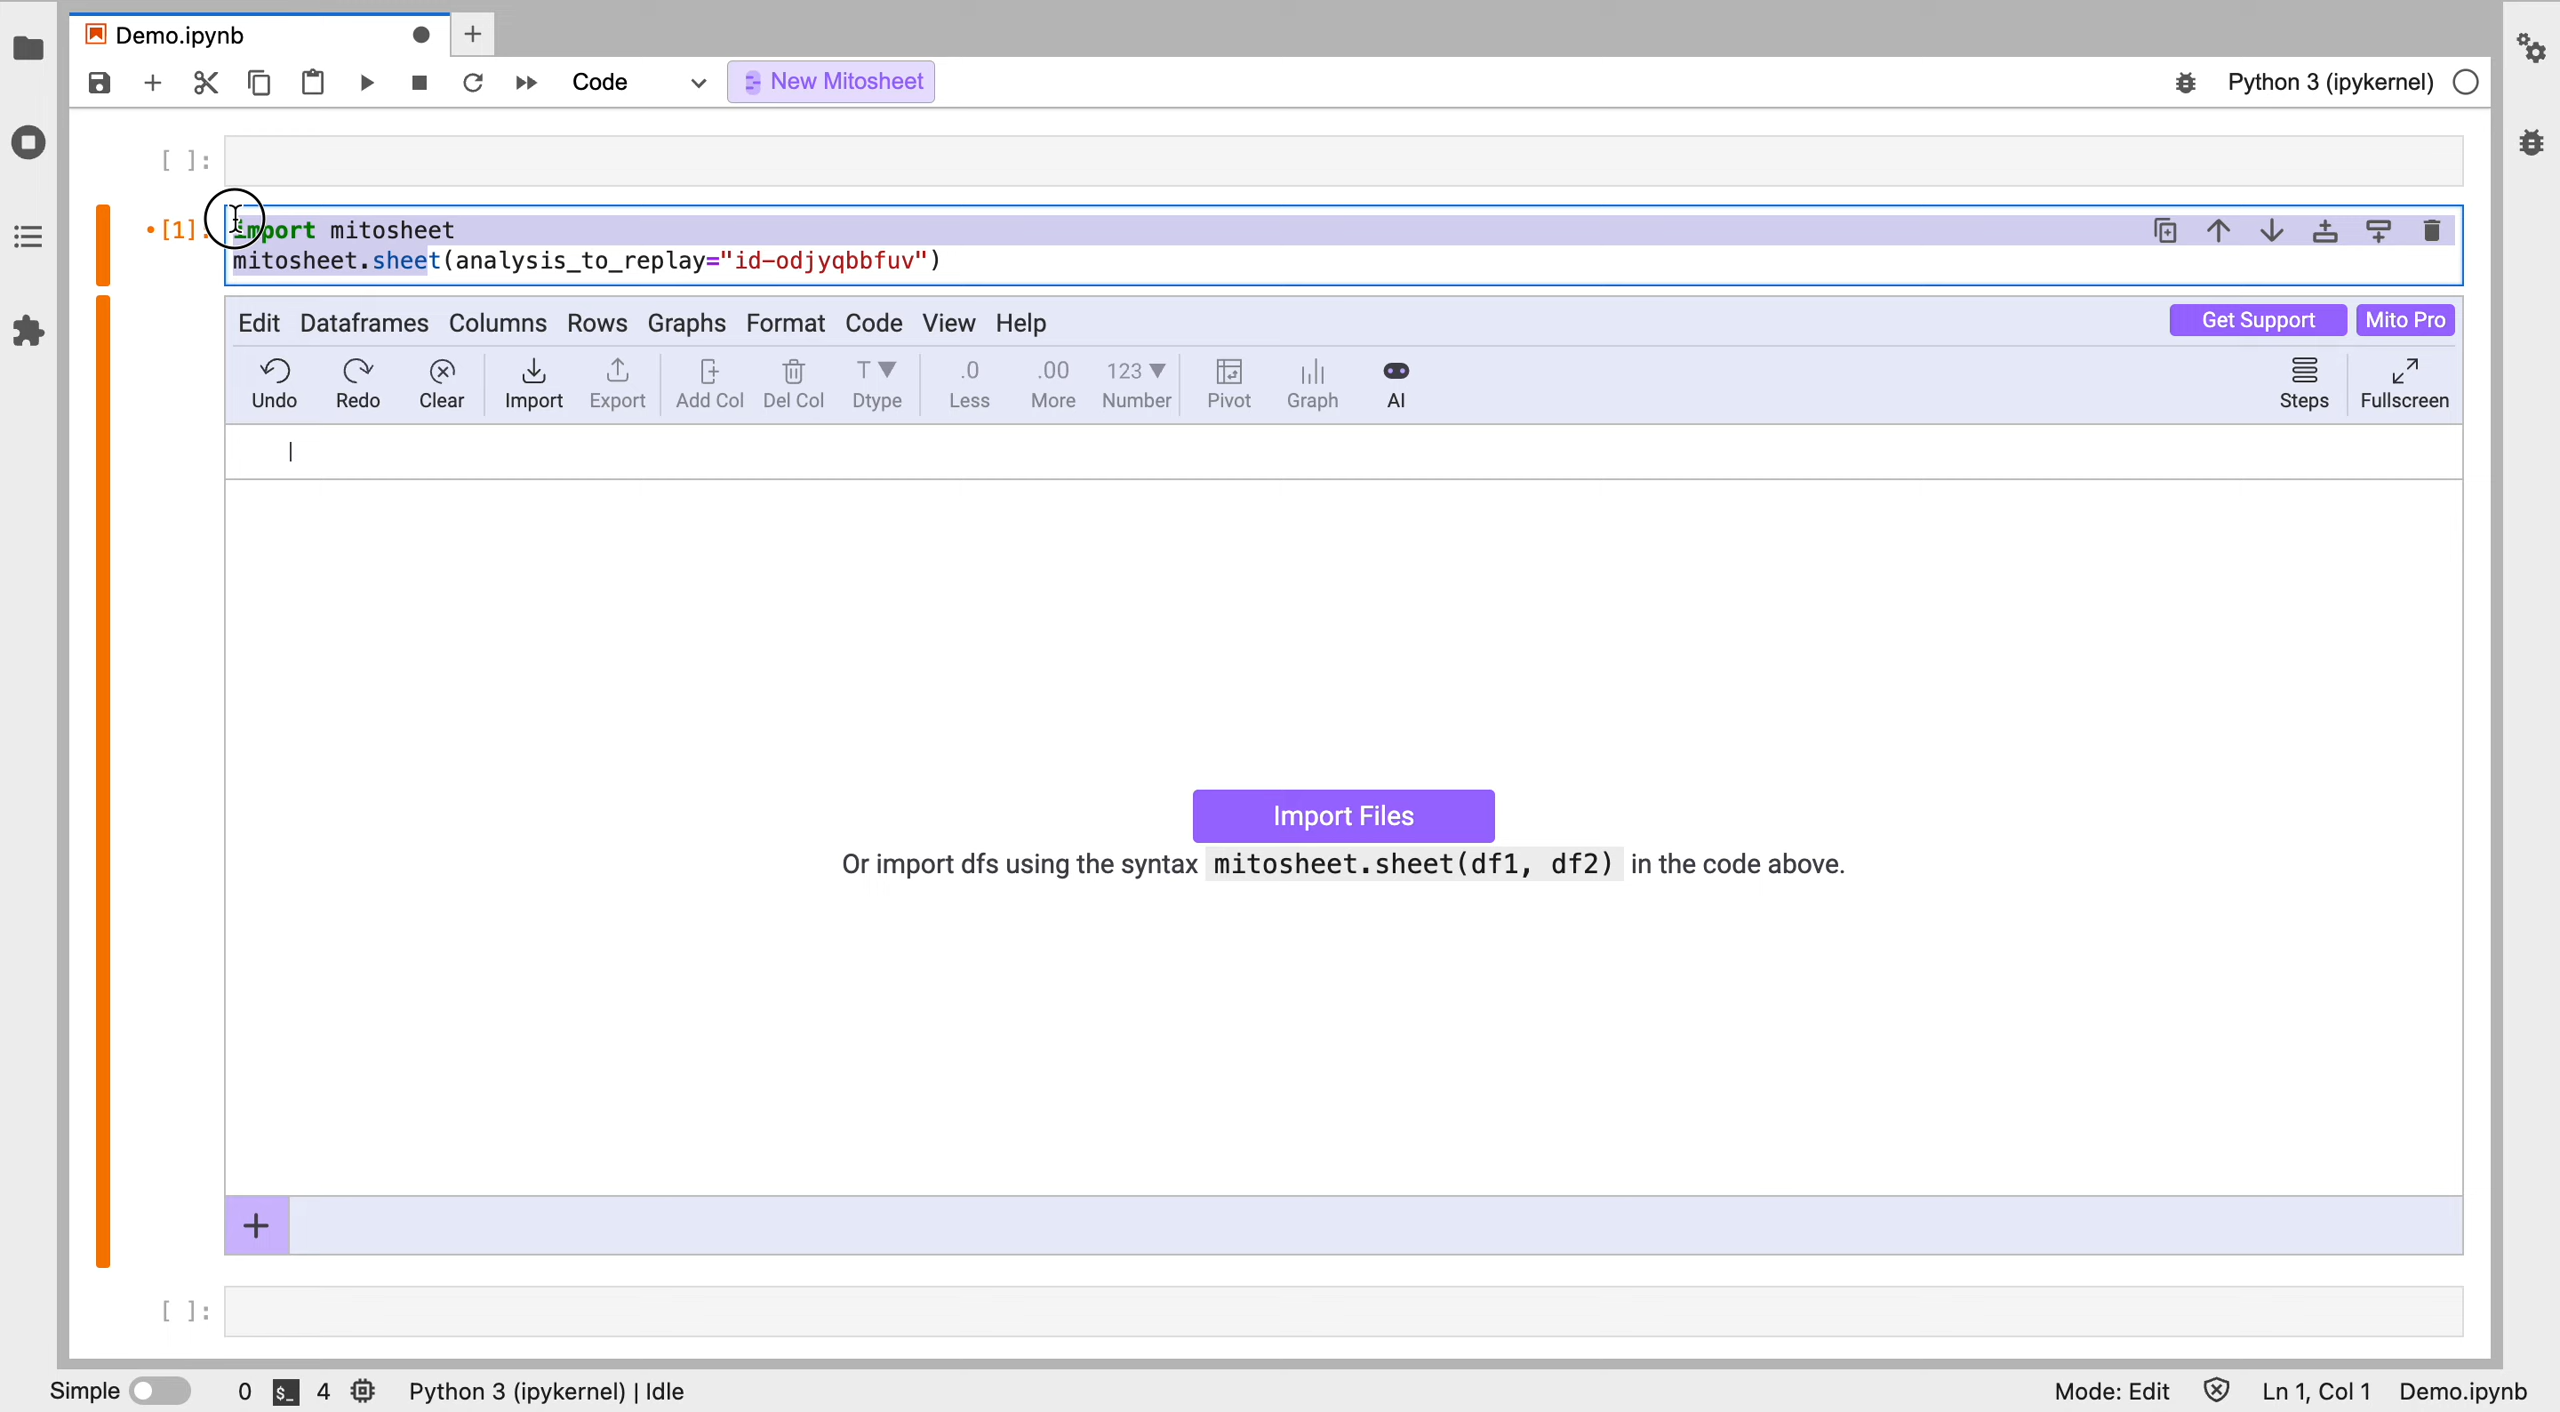 Demo.ipynb
Code
New Mitosheet
Python 3 (ipykernel)
[ ]:
[1]:
import mitosheet
mitosheet.sheet(analysis_to_replay="id-odjyqbbfuv")
Edit Dataframes Columns Rows Graphs Format Code View Help
Get Support Mito Pro
.0 .00 123
Undo Redo Clear Import Export Add Col Del Col Dtype Less More Number Pivot Graph AI Steps Fullscreen
Import Files
Or import dfs using the syntax mitosheet.sheet(df1, df2) in the code above.
+
[ ]:
Simple 0 $_ 4 Python 3 (ipykernel) | Idle Mode: Edit Ln 1, Col 1 Demo.ipynb